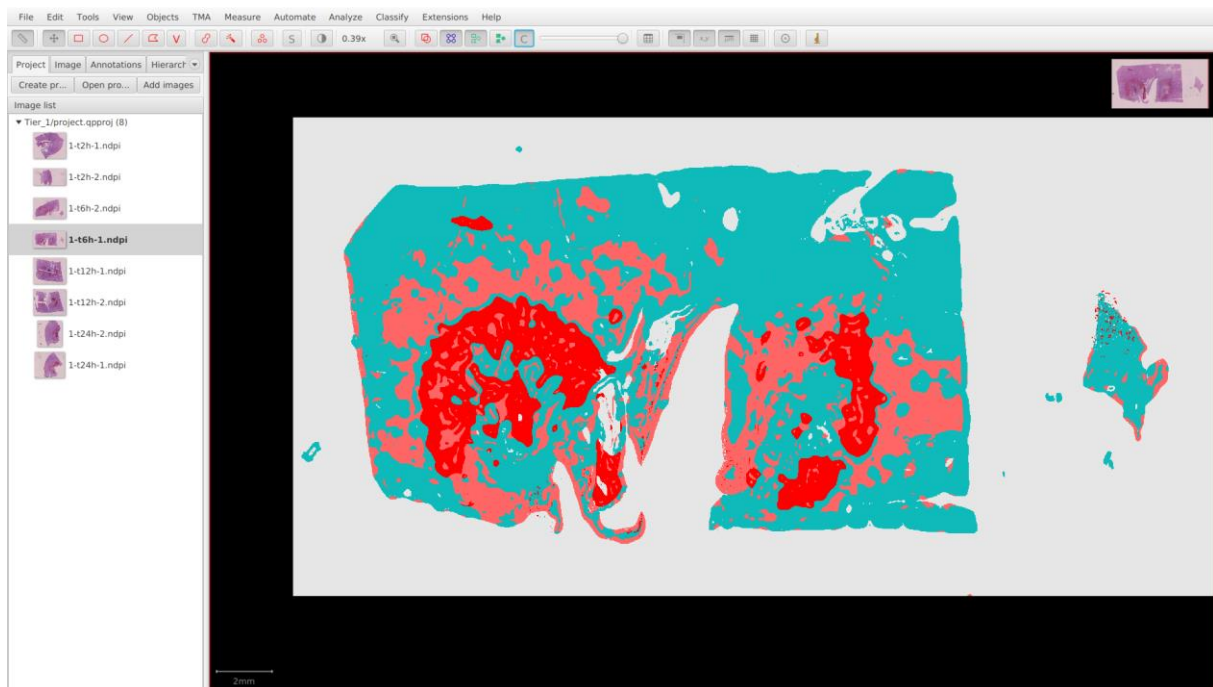 File Edit Tools View Objects TMA Measure Automate Analyze Classify Extensions Help
S 0.39x C
Project Image Annotations Hierarch
Create pr... Open pro... Add images
Image list
Tier_1/project.qpproj (8)
1-t2h-1.ndpi
1-t2h-2.ndpi
1-t6h-2.ndpi
1-t6h-1.ndpi
1-t12h-1.ndpi
1-t12h-2.ndpi
1-t24h-2.ndpi
1-t24h-1.ndpi
2mm